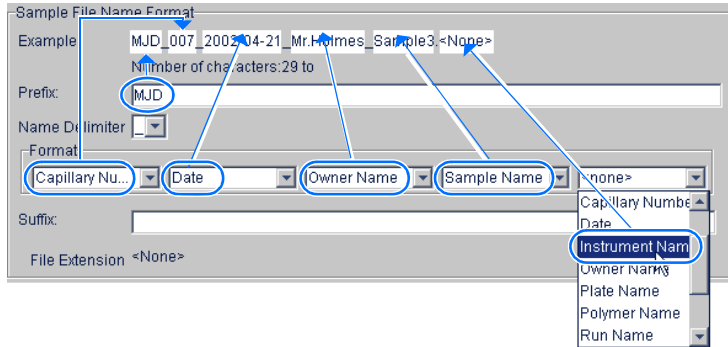 Sample File Name Format
Example MJD_007_2002-04-21_Mr.Holmes_Sample3.<None>
Number of characters:29 to
Prefix: MJD
Name Delimiter _
Format
Capillary Nu... Date Owner Name Sample Name <none>
Capillary Numbe
Date
Instrument Nam
Owner Name
Plate Name
Polymer Name
Run Name
Suffix:
File Extension <None>